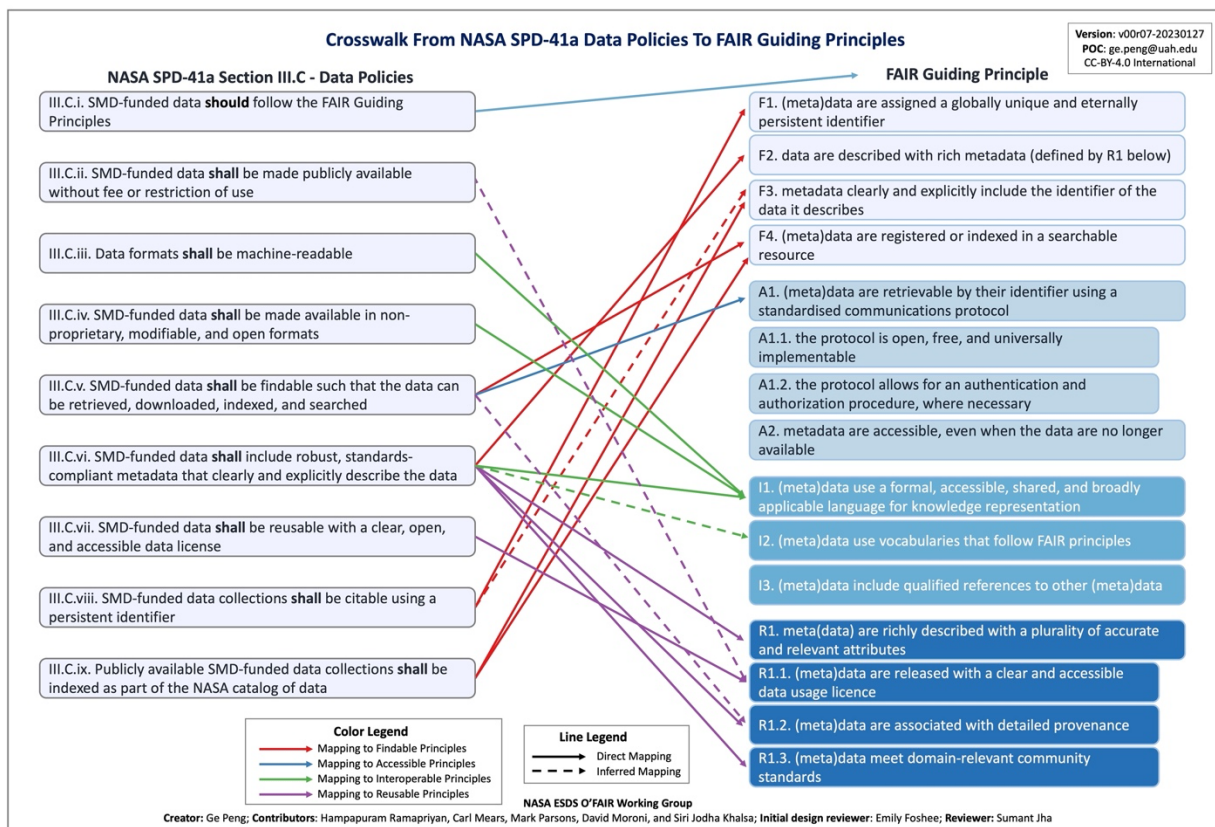 Crosswalk From NASA SPD-41a Data Policies To FAIR Guiding Principles
Version: v00r07-20230127
POC: ge.peng@uah.edu
CC-BY-4.0 International
NASA SPD-41a Section III.C - Data Policies
III.C.i. SMD-funded data should follow the FAIR Guiding
Principles
III.C.ii. SMD-funded data shall be made publicly available
without fee or restriction of use
III.C.iii. Data formats shall be machine-readable
III.C.iv. SMD-funded data shall be made available in non-
proprietary, modifiable, and open formats
III.C.v. SMD-funded data shall be findable such that the data can
be retrieved, downloaded, indexed, and searched
III.C.vi. SMD-funded data shall include robust, standards-
compliant metadata that clearly and explicitly describe the data
III.C.vii. SMD-funded data shall be reusable with a clear, open,
and accessible data license
III.C.viii. SMD-funded data collections shall be citable using a
persistent identifier
III.C.ix. Publicly available SMD-funded data collections shall be
indexed as part of the NASA catalog of data
FAIR Guiding Principle
F1. (meta)data are assigned a globally unique and eternally
persistent identifier
F2. data are described with rich metadata (defined by R1 below)
F3. metadata clearly and explicitly include the identifier of the
data it describes
F4. (meta)data are registered or indexed in a searchable
resource
A1. (meta)data are retrievable by their identifier using a
standardised communications protocol
A1.1. the protocol is open, free, and universally
implementable
A1.2. the protocol allows for an authentication and
authorization procedure, where necessary
A2. metadata are accessible, even when the data are no longer
available
I1. (meta)data use a formal, accessible, shared, and broadly
applicable language for knowledge representation
I2. (meta)data use vocabularies that follow FAIR principles
I3. (meta)data include qualified references to other (meta)data
R1. meta(data) are richly described with a plurality of accurate
and relevant attributes
R1.1. (meta)data are released with a clear and accessible
data usage licence
R1.2. (meta)data are associated with detailed provenance
R1.3. (meta)data meet domain-relevant community
standards
Color Legend
Mapping to Findable Principles
Mapping to Accessible Principles
Mapping to Interoperable Principles
Mapping to Reusable Principles
Line Legend
Direct Mapping
Inferred Mapping
NASA ESDS O'FAIR Working Group
Creator: Ge Peng; Contributors: Hampapuram Ramapriyan, Carl Mears, Mark Parsons, David Moroni, and Siri Jodha Khalsa; Initial design reviewer: Emily Foshee; Reviewer: Sumant Jha